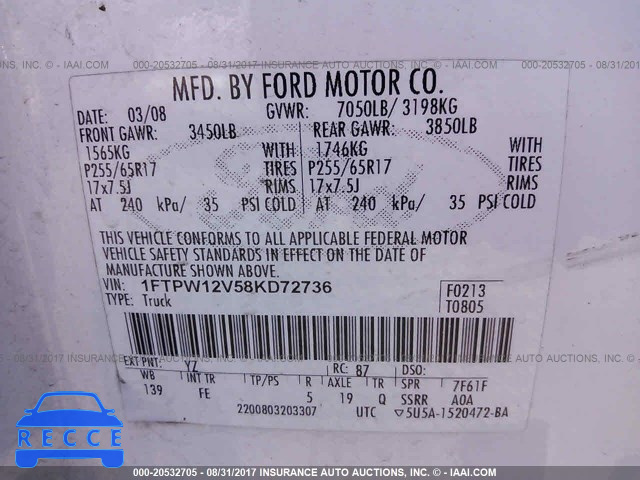 000-20532705 - 08/31/2017 INSURANCE AUTO AUCTIONS, INC. - IAAI.COM
MFD. BY FORD MOTOR CO.
DATE: 03/08 GVWR: 7050LB/ 3198KG
FRONT GAWR: 3450LB REAR GAWR: 3850LB
1565KG WITH 1746KG WITH
P255/65R17 TIRES P255/65R17 TIRES
17x7.5J RIMS 17x7.5J RIMS
AT 240 kPa/ 35 PSI COLD AT 240 kPa/ 35 PSI COLD
THIS VEHICLE CONFORMS TO ALL APPLICABLE FEDERAL MOTOR
VEHICLE SAFETY STANDARDS IN EFFECT ON THE DATE OF
MANUFACTURE SHOWN ABOVE.
VIN: 1FTPW12V58KD72736
TYPE: Truck
F0213
T0805
EXT PNT: YZ RC: 87 DSO:
WB INT TR TP/PS R AXLE TR SPR 7F61F
139 FE 5 19 Q SSRR A0A
2200803203307 UTC ▽5U5A-1520472-BA
RECCE
000-20532705 - 08/31/2017 INSURANCE AUTO AUCTIONS, INC. - IAAI.COM